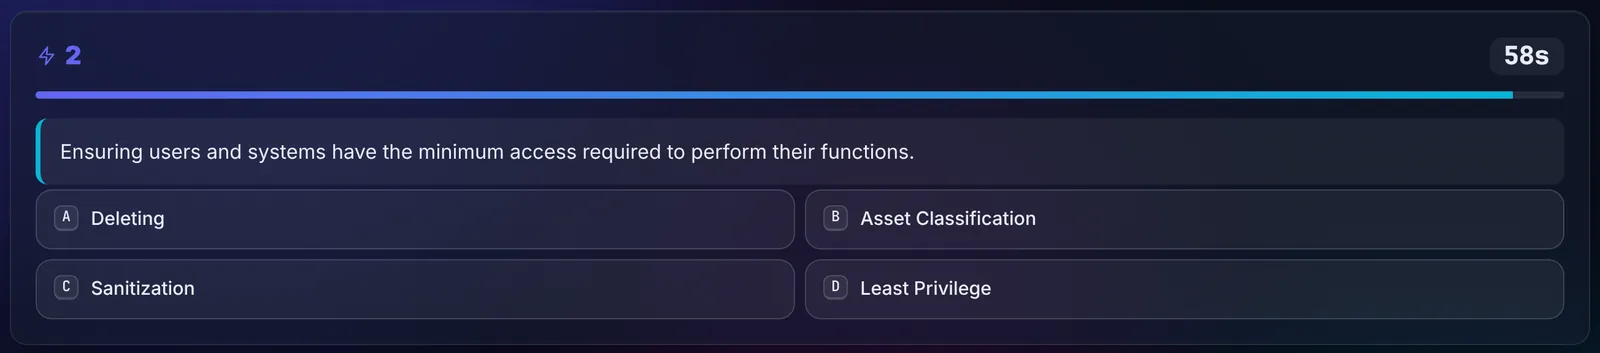 2
58s
Ensuring users and systems have the minimum access required to perform their functions.
A Deleting
B Asset Classification
C Sanitization
D Least Privilege